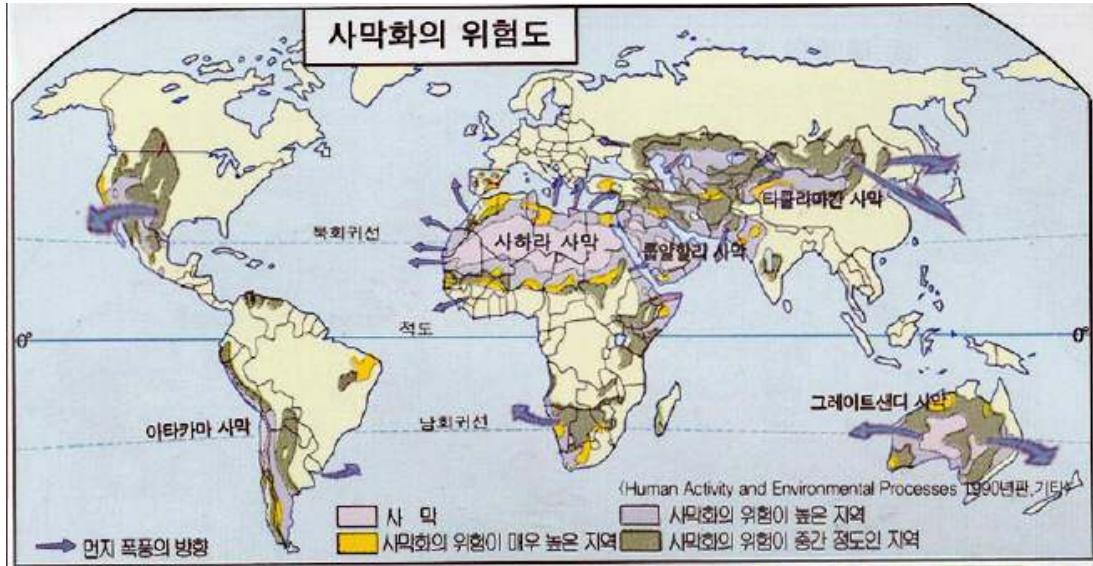 사막화의 위험도
북회귀선
사하라 사막
룹알할리 사막
티클라마칸 사막
적도
0°
0°
아타카마 사막
남회귀선
그레이트샌디 사막
(Human Activity and Environmental Processes 1990년판, 기타)
먼지 폭풍의 방향
사 막
사막화의 위험이 높은 지역
사막화의 위험이 매우 높은 지역
사막화의 위험이 중간 정도인 지역